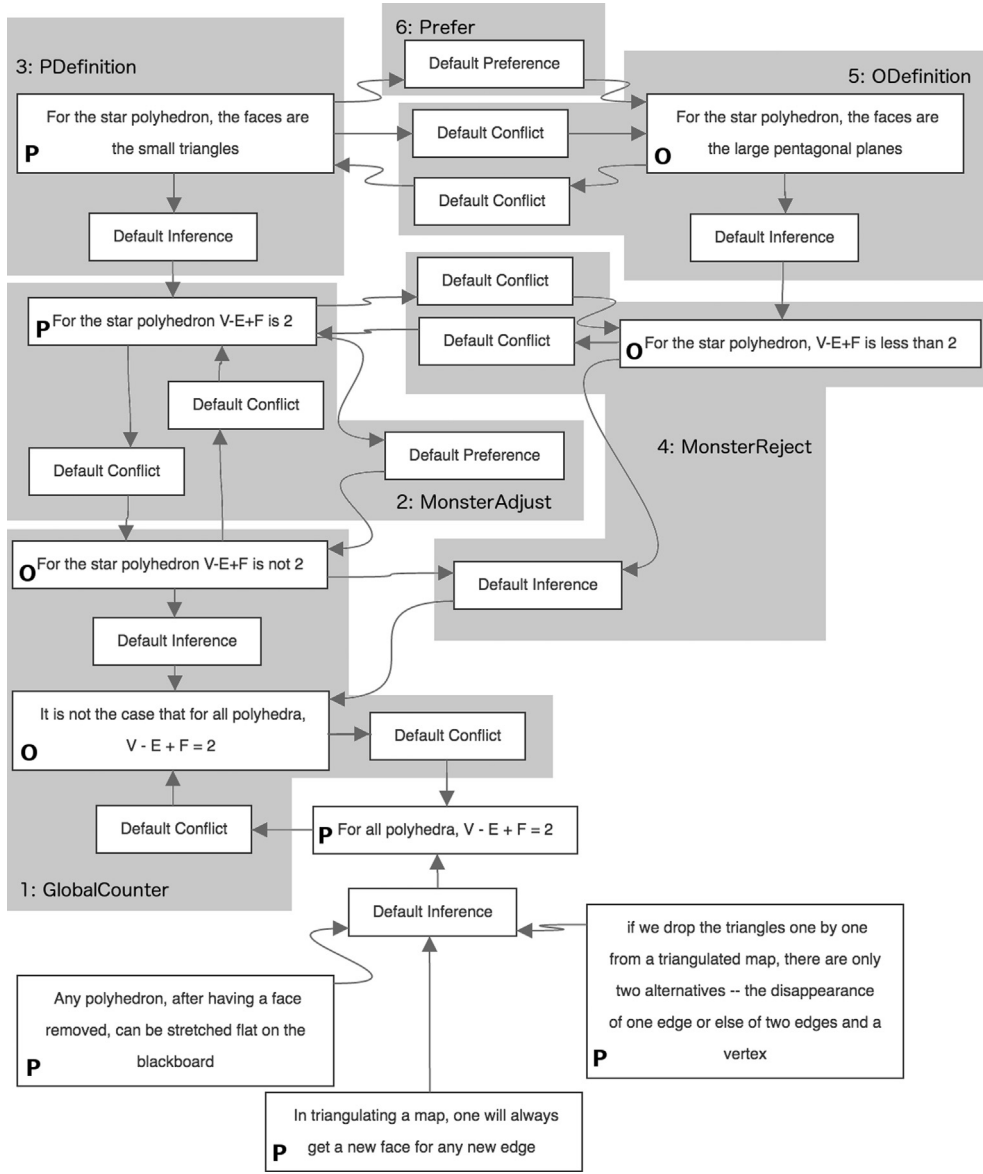 6: Prefer
3: PDefinition
Default Preference
5: ODefinition
For the star polyhedron, the faces are
the small triangles
P
Default Conflict
For the star polyhedron, the faces are
the large pentagonal planes
O
Default Conflict
Default Inference
Default Inference
Default Conflict
P For the star polyhedron V-E+F is 2
Default Conflict
O For the star polyhedron, V-E+F is less than 2
Default Conflict
4: MonsterReject
Default Conflict
Default Preference
2: MonsterAdjust
O For the star polyhedron V-E+F is not 2
Default Inference
Default Inference
It is not the case that for all polyhedra,
V - E + F = 2
O
Default Conflict
Default Conflict
P For all polyhedra, V - E + F = 2
1: GlobalCounter
Default Inference
if we drop the triangles one by one
from a triangulated map, there are only
two alternatives -- the disappearance
of one edge or else of two edges and a
vertex
P
Any polyhedron, after having a face
removed, can be stretched flat on the
blackboard
P
In triangulating a map, one will always
get a new face for any new edge
P